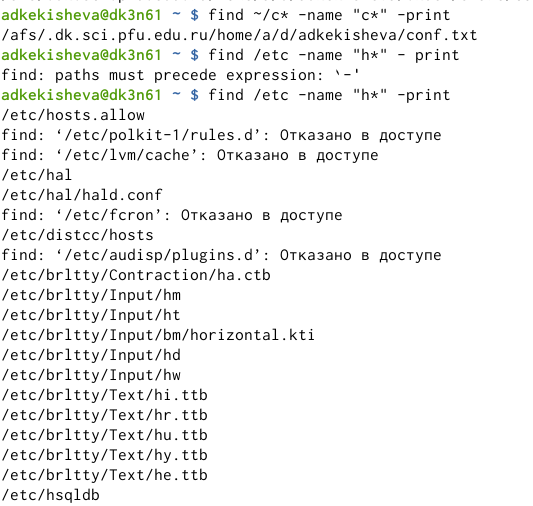 adkekisheva@dk3n61 ~ $ find ~/c* -name "c*" -print
/afs/.dk.sci.pfu.edu.ru/home/a/d/adkekisheva/conf.txt
adkekisheva@dk3n61 ~ $ find /etc -name "h*" - print
find: paths must precede expression: `-'
adkekisheva@dk3n61 ~ $ find /etc -name "h*" -print
/etc/hosts.allow
find: ‘/etc/polkit-1/rules.d’: Отказано в доступе
find: ‘/etc/lvm/cache’: Отказано в доступе
/etc/hal
/etc/hal/hald.conf
find: ‘/etc/fcron’: Отказано в доступе
/etc/distcc/hosts
find: ‘/etc/audisp/plugins.d’: Отказано в доступе
/etc/brltty/Contraction/ha.ctb
/etc/brltty/Input/hm
/etc/brltty/Input/ht
/etc/brltty/Input/bm/horizontal.kti
/etc/brltty/Input/hd
/etc/brltty/Input/hw
/etc/brltty/Text/hi.ttb
/etc/brltty/Text/hr.ttb
/etc/brltty/Text/hu.ttb
/etc/brltty/Text/hy.ttb
/etc/brltty/Text/he.ttb
/etc/hsqldb